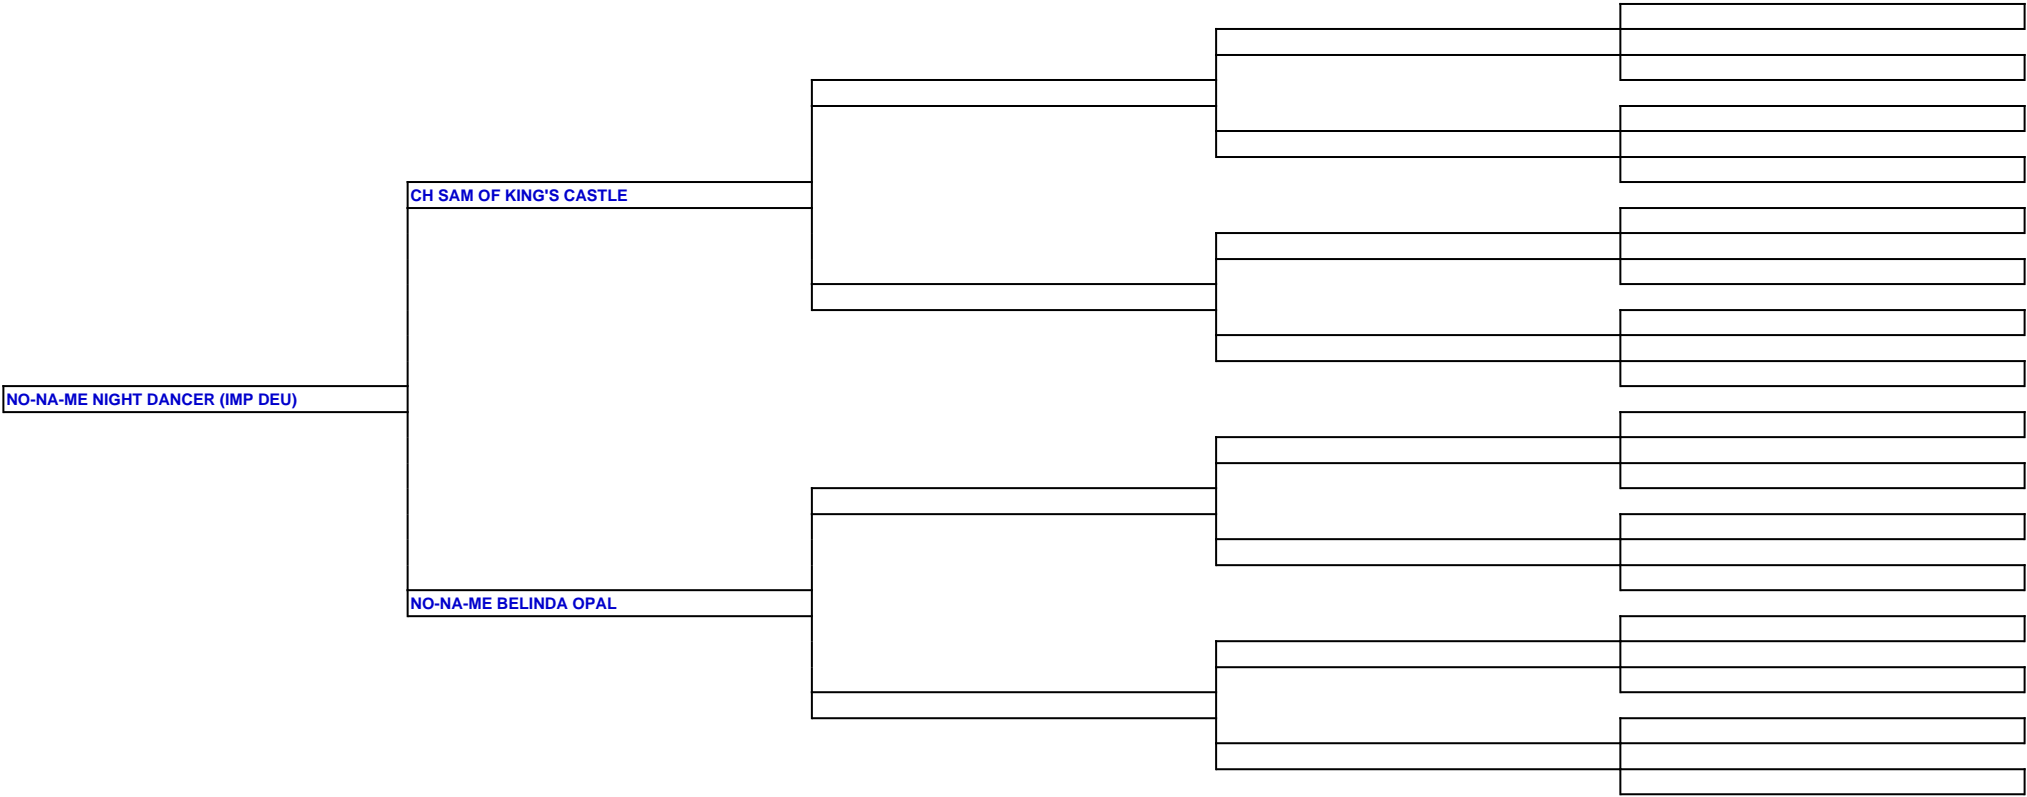 CH SAM OF KING'S CASTLE
NO-NA-ME NIGHT DANCER (IMP DEU)
NO-NA-ME BELINDA OPAL